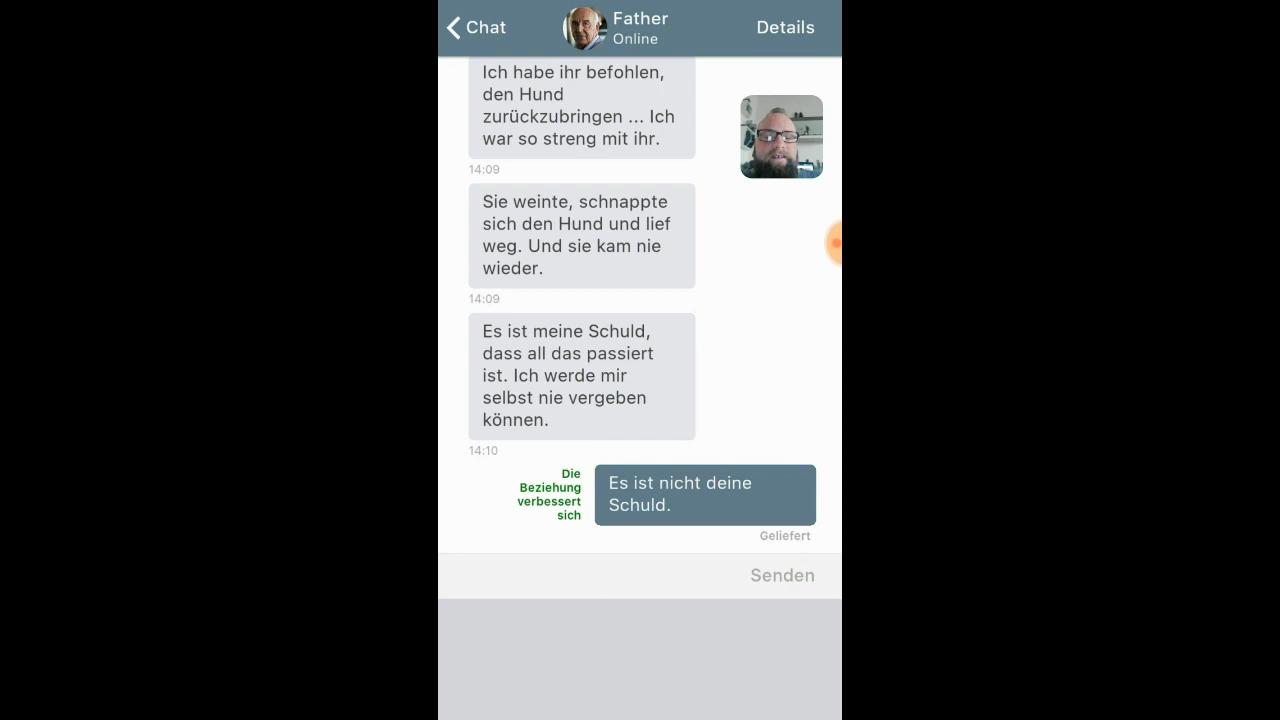 Chat
Father
Online
Details
Ich habe ihr befohlen,
den Hund
zurückzubringen ... Ich
war so streng mit ihr.
14:09
Sie weinte, schnappte
sich den Hund und lief
weg. Und sie kam nie
wieder.
14:09
Es ist meine Schuld,
dass all das passiert
ist. Ich werde mir
selbst nie vergeben
können.
14:10
Die
Beziehung
verbessert
sich
Es ist nicht deine
Schuld.
Geliefert
Senden